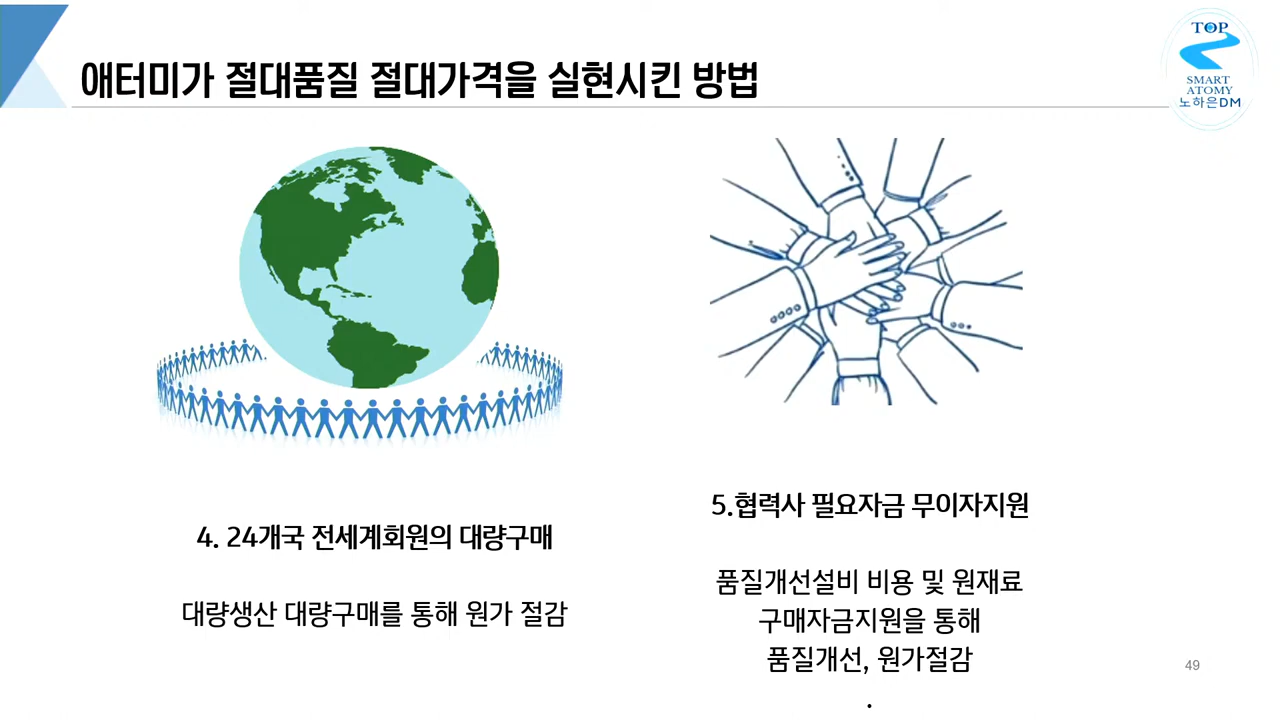 애터미가 절대품질 절대가격을 실현시킨 방법
TOP
SMART
ATOMY
노하은DM
4. 24개국 전세계회원의 대량구매
대량생산 대량구매를 통해 원가 절감
5.협력사 필요자금 무이자지원
품질개선설비 비용 및 원재료
구매자금지원을 통해
품질개선, 원가절감
.
49